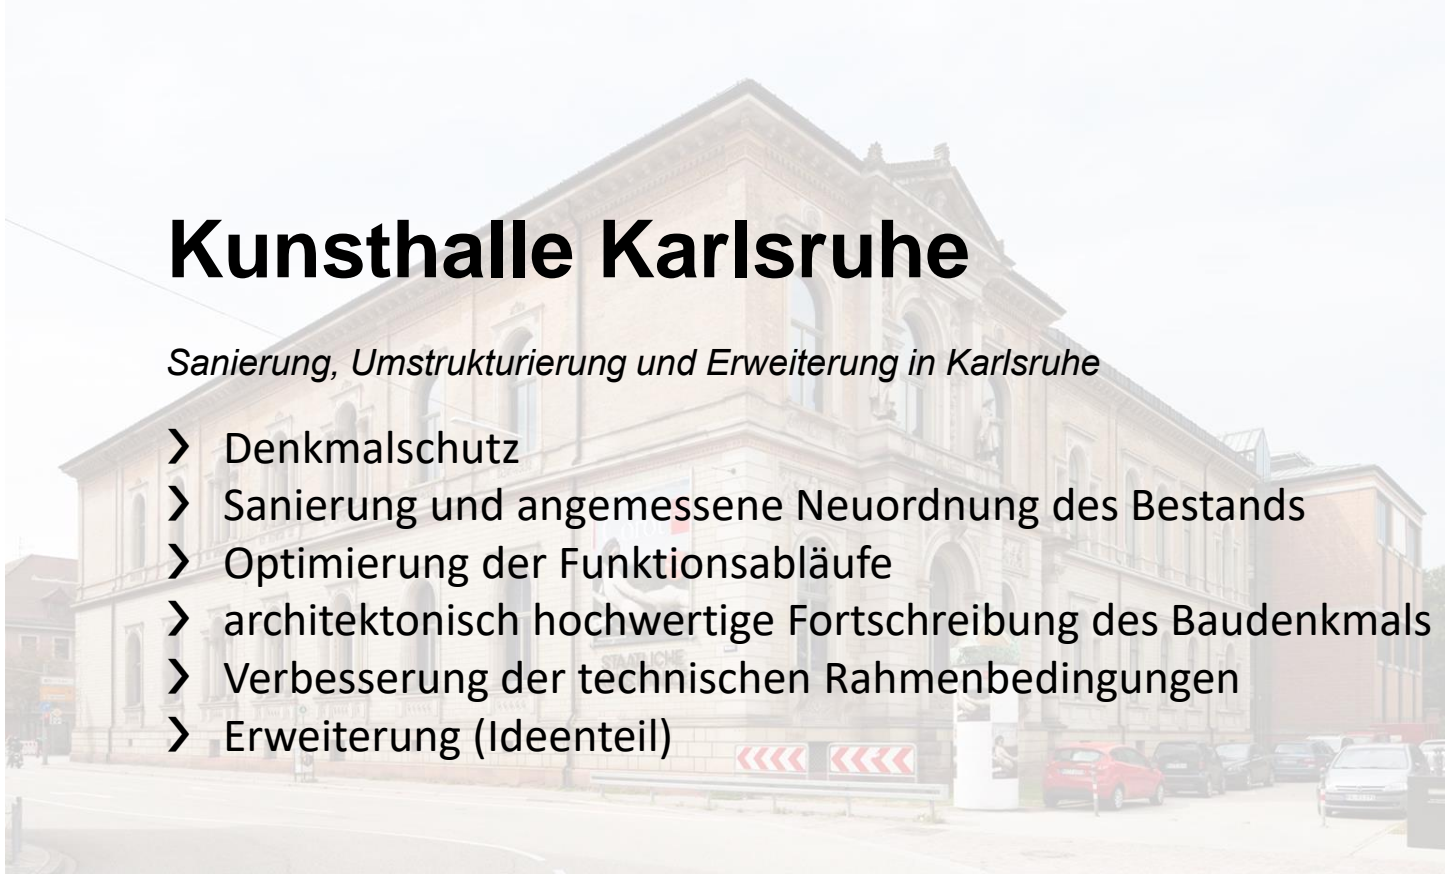 Kunsthalle Karlsruhe
Sanierung, Umstrukturierung und Erweiterung in Karlsruhe
❯ Denkmalschutz
❯ Sanierung und angemessene Neuordnung des Bestands
❯ Optimierung der Funktionsabläufe
❯ architektonisch hochwertige Fortschreibung des Baudenkmals
STAATLICHE
❯ Verbesserung der technischen Rahmenbedingungen
❯ Erweiterung (Ideenteil)